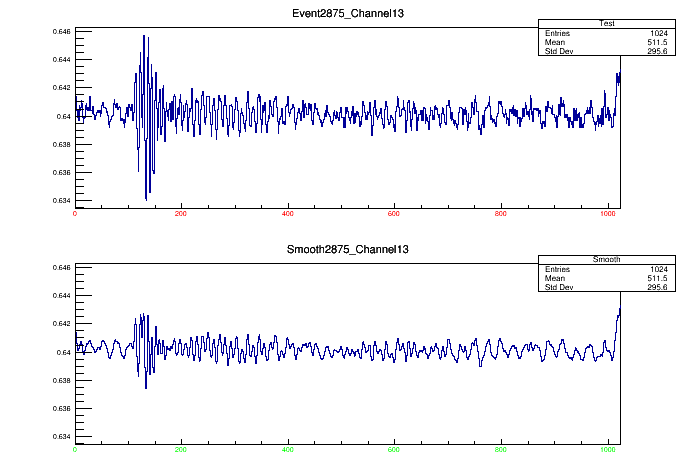 Event2875_Channel13
Test
Entries 1024
Mean 511.5
Std Dev 295.6
0.646
0.644
0.642
0.64
0.638
0.636
0.634
0 200 400 600 800 1000
Smooth2875_Channel13
Smooth
Entries 1024
Mean 511.5
Std Dev 295.6
0.646
0.644
0.642
0.64
0.638
0.636
0.634
0 200 400 600 800 1000